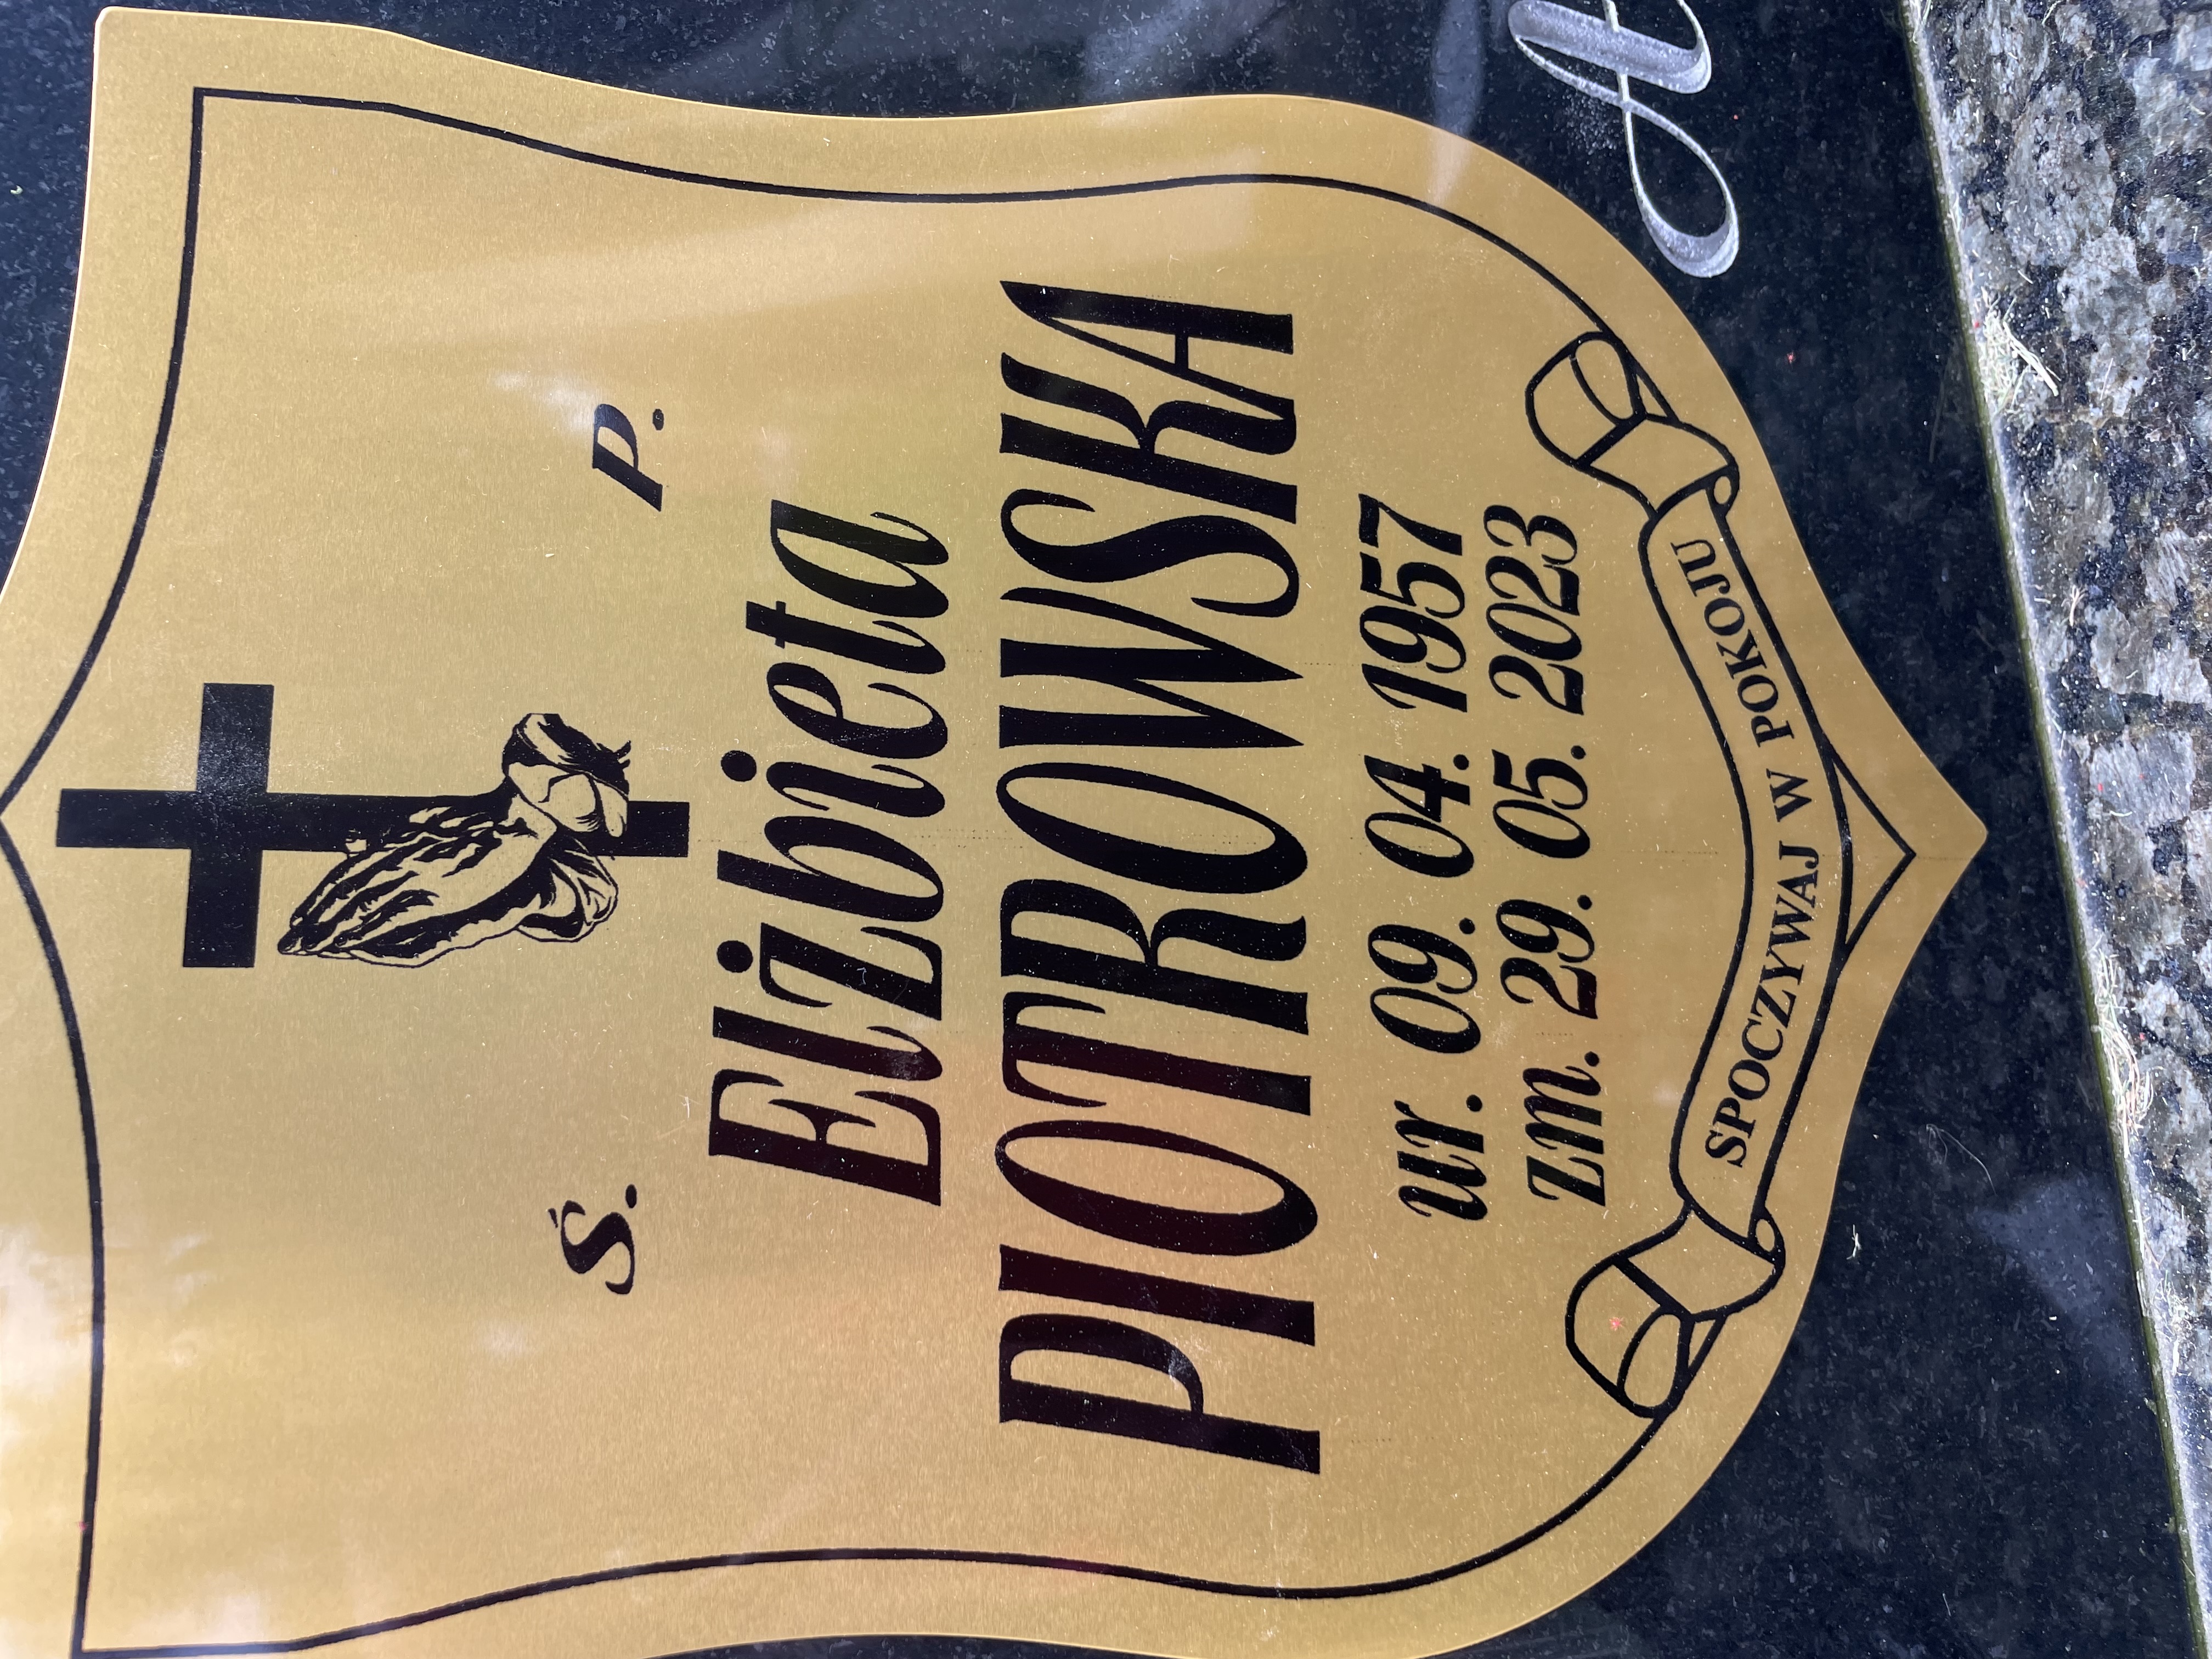 Ś. P.
Elżbieta
PIOTROWSKA
ur. 09. 04. 1957
zm. 29. 05. 2023
SPOCZYWAJ W POKOJU